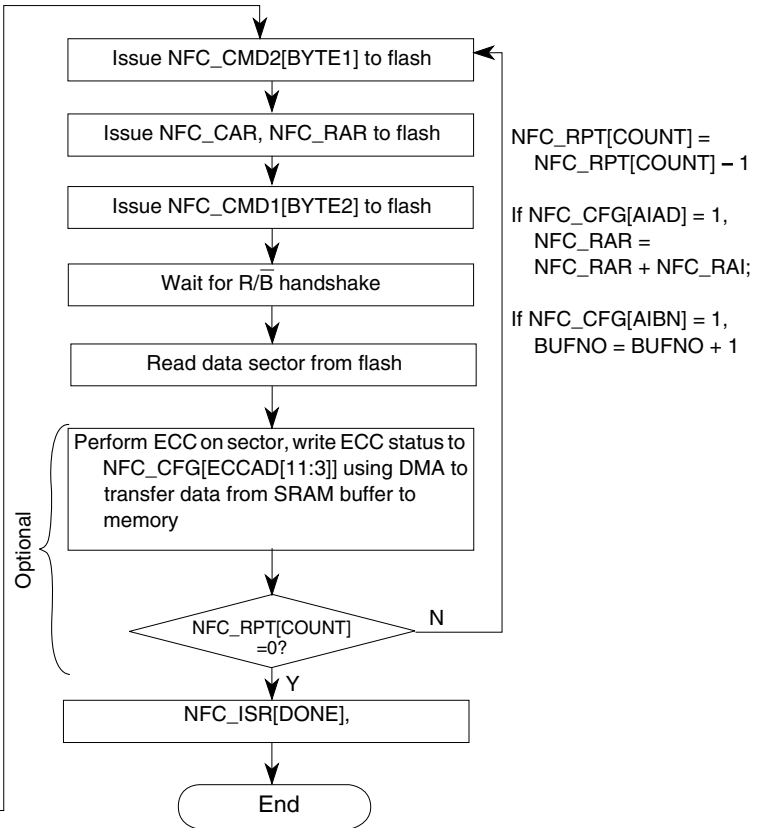 Issue NFC_CMD2[BYTE1] to flash
Issue NFC_CAR, NFC_RAR to flash
Issue NFC_CMD1[BYTE2] to flash
Wait for R/B̅ handshake
Read data sector from flash
Perform ECC on sector, write ECC status to
NFC_CFG[ECCAD[11:3]] using DMA to
transfer data from SRAM buffer to
memory
Optional
NFC_RPT[COUNT]
=0?
N
Y
NFC_ISR[DONE],
End
NFC_RPT[COUNT] =
NFC_RPT[COUNT] – 1
If NFC_CFG[AIAD] = 1,
NFC_RAR =
NFC_RAR + NFC_RAI;
If NFC_CFG[AIBN] = 1,
BUFNO = BUFNO + 1